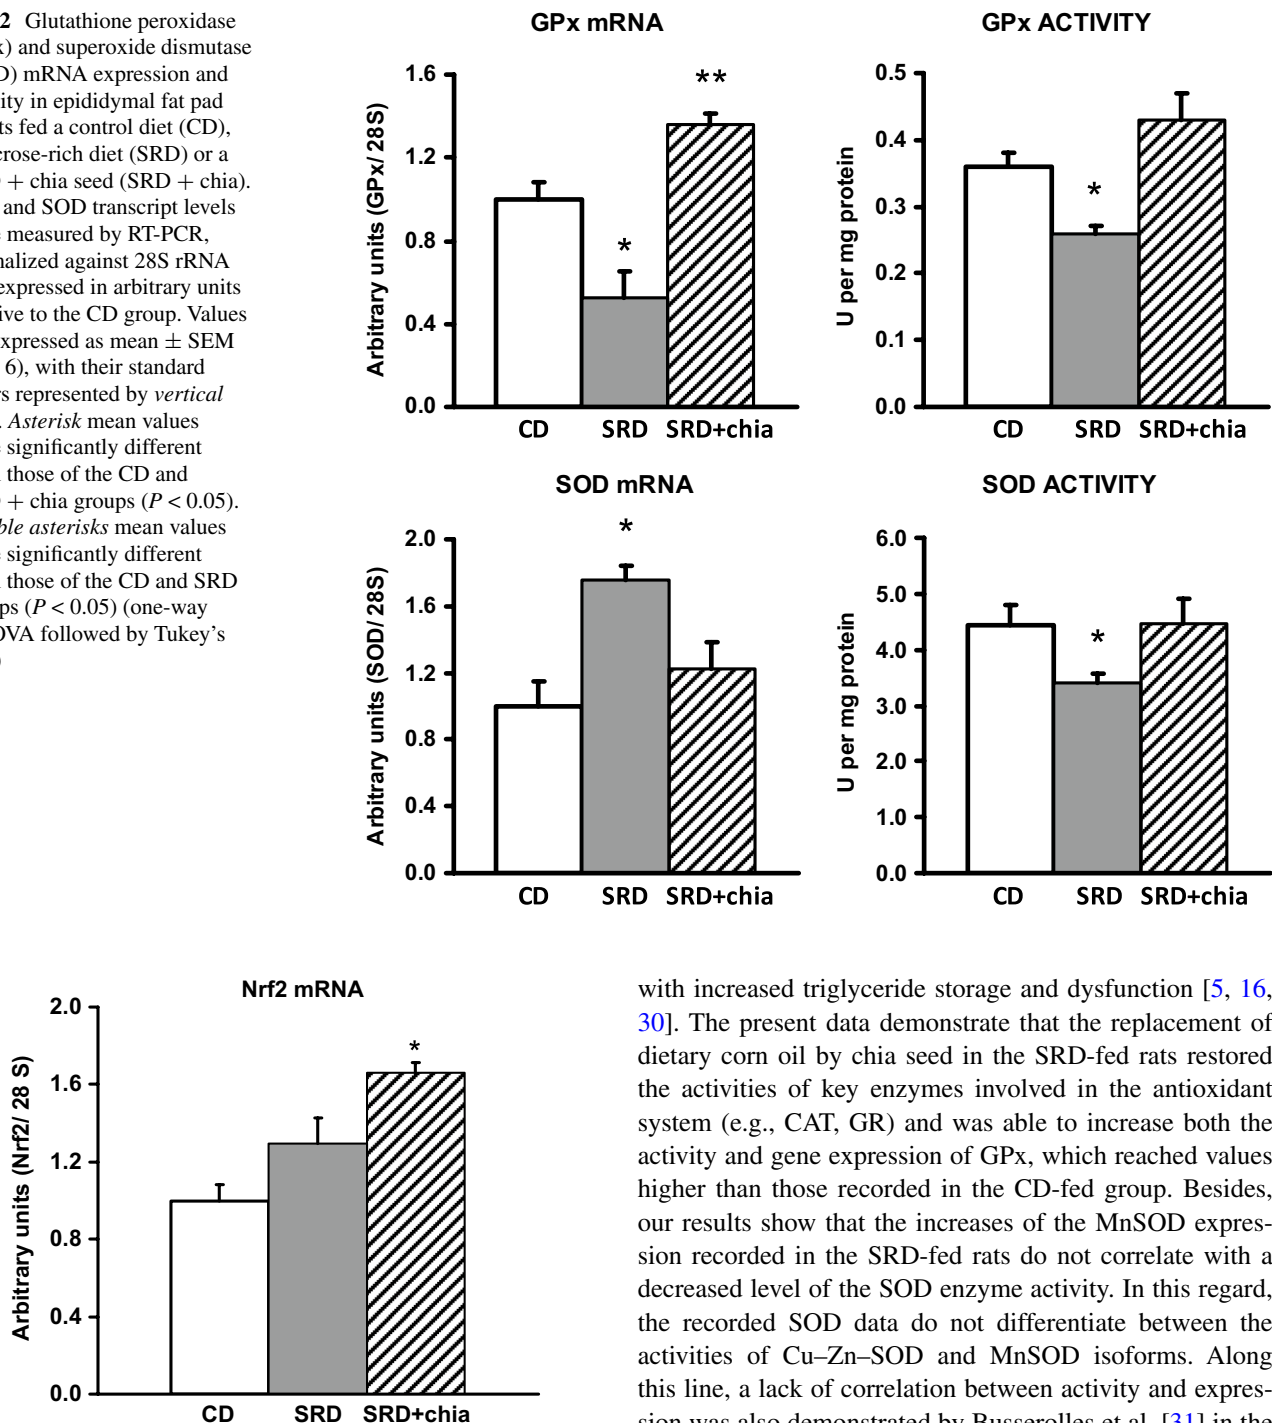 2 Glutathione peroxidase
) and superoxide dismutase
D) mRNA expression and
ity in epididymal fat pad
ts fed a control diet (CD),
crose-rich diet (SRD) or a
+ chia seed (SRD + chia).
and SOD transcript levels
measured by RT-PCR,
nalized against 28S rRNA
expressed in arbitrary units
ive to the CD group. Values
xpressed as mean ± SEM
6), with their standard
rs represented by vertical
. Asterisk mean values
significantly different
those of the CD and
+ chia groups (P < 0.05).
ble asterisks mean values
significantly different
those of the CD and SRD
ps (P < 0.05) (one-way
OVA followed by Tukey's
)
GPx mRNA
Arbitrary units (GPx/ 28S)
1.6
1.2
0.8
0.4
0.0
*
**
CD SRD SRD+chia
GPx ACTIVITY
U per mg protein
0.5
0.4
0.3
0.2
0.1
0.0
*
CD SRD SRD+chia
SOD mRNA
Arbitrary units (SOD/ 28S)
2.0
1.6
1.2
0.8
0.4
0.0
*
CD SRD SRD+chia
SOD ACTIVITY
U per mg protein
6.0
5.0
4.0
3.0
2.0
1.0
0.0
*
CD SRD SRD+chia
Nrf2 mRNA
Arbitrary units (Nrf2/ 28 S)
2.0
1.6
1.2
0.8
0.4
0.0
*
CD SRD SRD+chia
with increased triglyceride storage and dysfunction [5, 16,
30]. The present data demonstrate that the replacement of
dietary corn oil by chia seed in the SRD-fed rats restored
the activities of key enzymes involved in the antioxidant
system (e.g., CAT, GR) and was able to increase both the
activity and gene expression of GPx, which reached values
higher than those recorded in the CD-fed group. Besides,
our results show that the increases of the MnSOD expres-
sion recorded in the SRD-fed rats do not correlate with a
decreased level of the SOD enzyme activity. In this regard,
the recorded SOD data do not differentiate between the
activities of Cu–Zn–SOD and MnSOD isoforms. Along
this line, a lack of correlation between activity and expres-
sion was also demonstrated by Busserolles et al. [31] in the